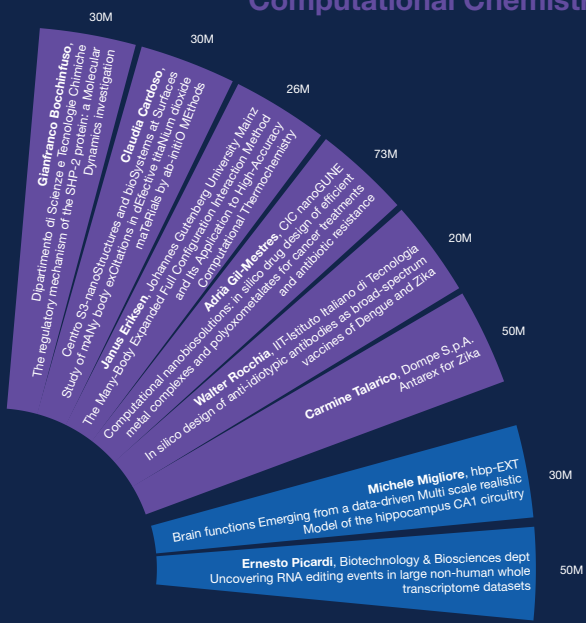 Computational Chemist
30M
Gianfranco Bocchinfuso,
Dipartimento di Scienze e Tecnologie Chimiche
The regulatory mechanism of the SHP-2 protein: a Molecular
Dynamics investigation
30M
Claudia Cardoso,
Centro S3-nanoStructures and bioSystems at Surfaces
Study of mANy body exCItations in dEfective titaNium dioxide
maTeRials by ab-initiO MEthods
26M
Janus Eriksen, Johannes Gutenberg University Mainz
The Many-Body Expanded Full Configuration Interaction Method
and Its Application to High-Accuracy
Computational Thermochemistry
73M
Adrià Gil-Mestres, CIC nanoGUNE
Computational nanobiosolutions: in silico drug design of efficient
metal complexes and polyoxometalates for cancer treatments
and antibiotic resistance
20M
Walter Rocchia, IIT-Istituto Italiano di Tecnologia
In silico design of anti-idiotypic antibodies as broad-spectrum
vaccines of Dengue and Zika
50M
Carmine Talarico, Dompe S.p.A.
Antarex for Zika
30M
Michele Migliore, hbp-EXT
Brain functions Emerging from a data-driven Multi scale realistic
Model of the hippocampus CA1 circuitry
50M
Ernesto Picardi, Biotechnology & Biosciences dept
Uncovering RNA editing events in large non-human whole
transcriptome datasets